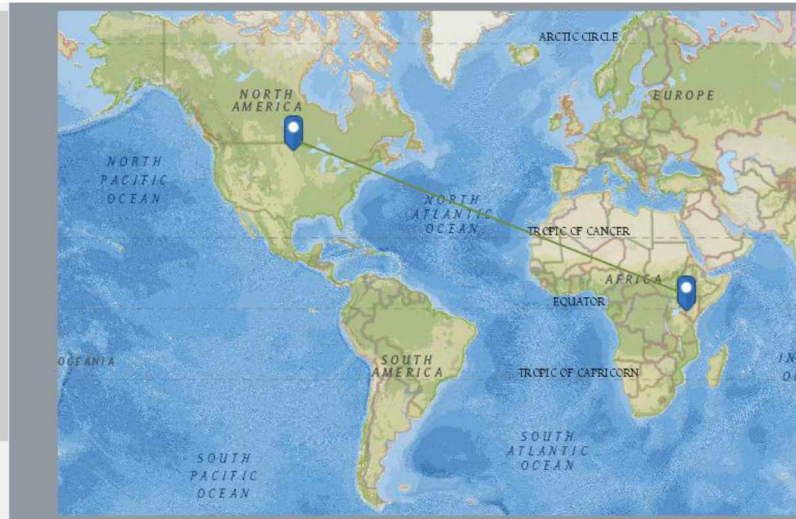 ARCTIC CIRCLE
NORTH
AMERICA
EUROPE
NORTH
PACIFIC
OCEAN
NORTH
ATLANTIC
OCEAN
TROPIC OF CANCER
AFRICA
EQUATOR
OCEANIA
SOUTH
AMERICA
TROPIC OF CAPRICORN
IN
O
SOUTH
ATLANTIC
OCEAN
SOUTH
PACIFIC
OCEAN